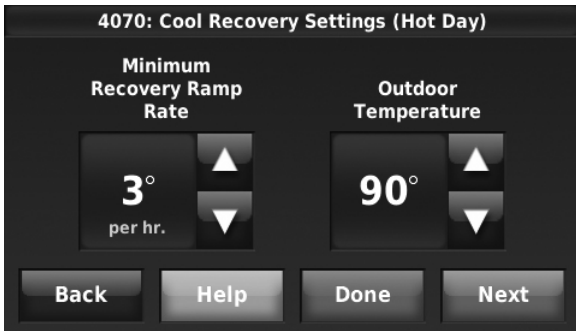 4070: Cool Recovery Settings (Hot Day)
Minimum
Recovery Ramp
Rate
3°
per hr.
Outdoor
Temperature
90°
Back
Help
Done
Next